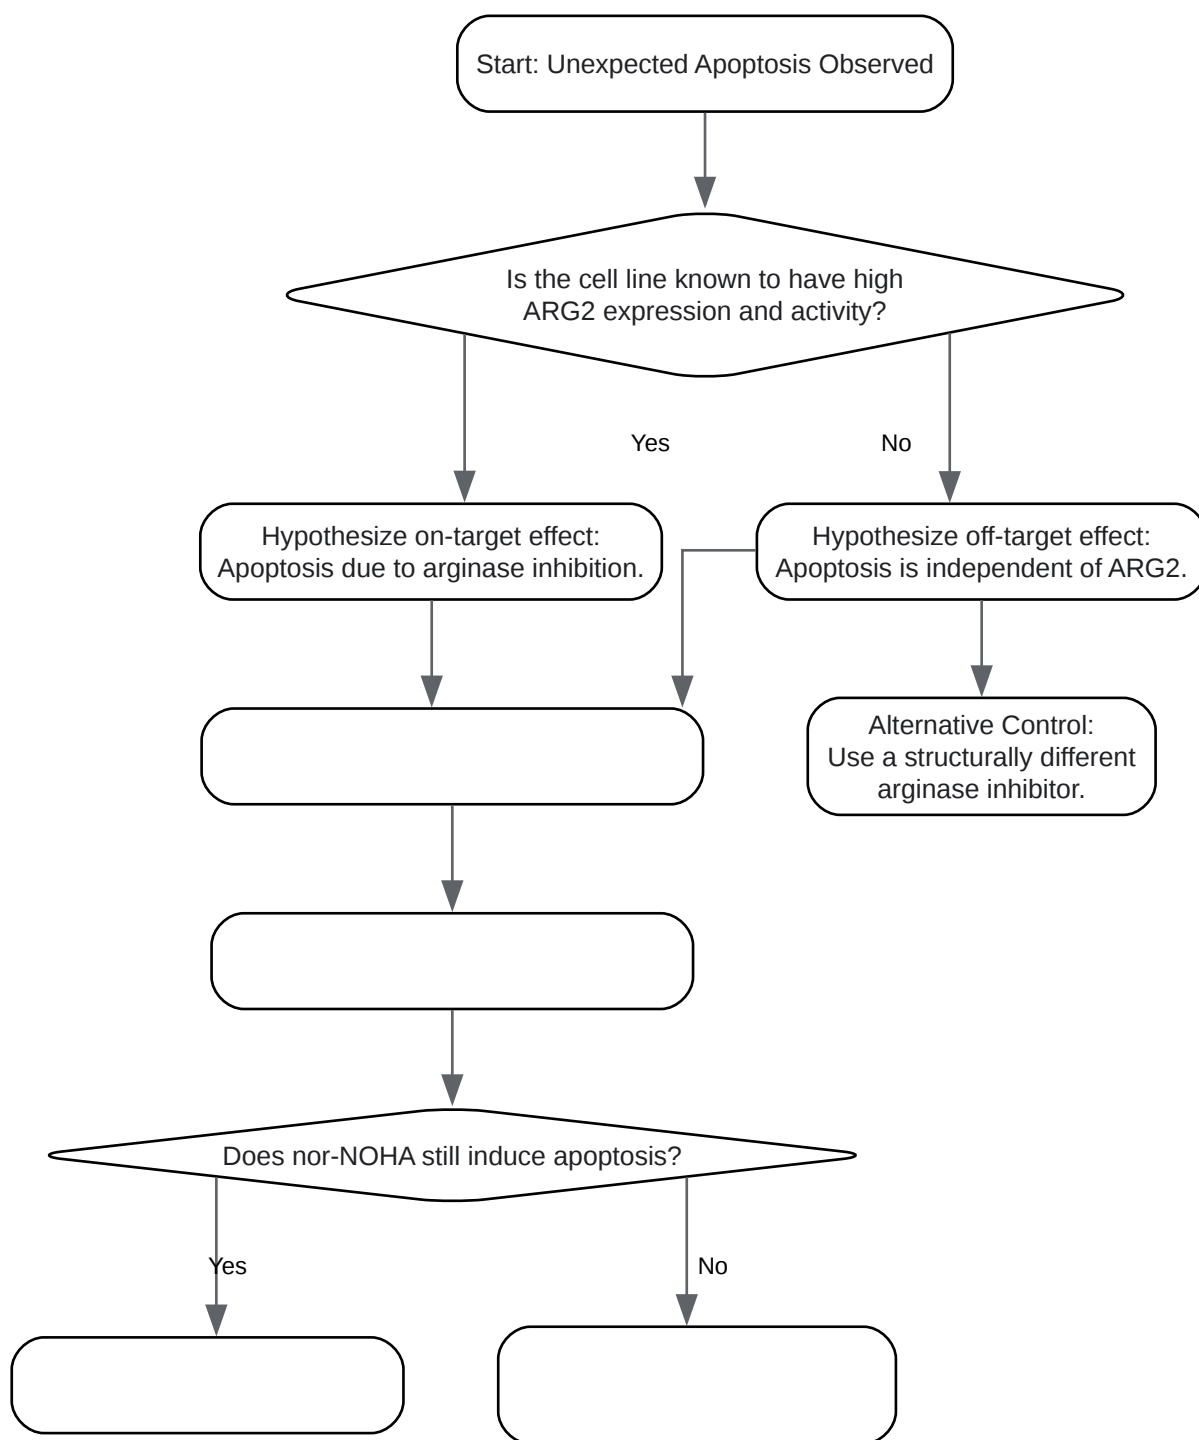 Start: Unexpected Apoptosis Observed
Is the cell line known to have high
ARG2 expression and activity?
Yes
No
Hypothesize on-target effect:
Apoptosis due to arginase inhibition.
Hypothesize off-target effect:
Apoptosis is independent of ARG2.
Alternative Control:
Use a structurally different
arginase inhibitor.
Does nor-NOHA still induce apoptosis?
Yes
No